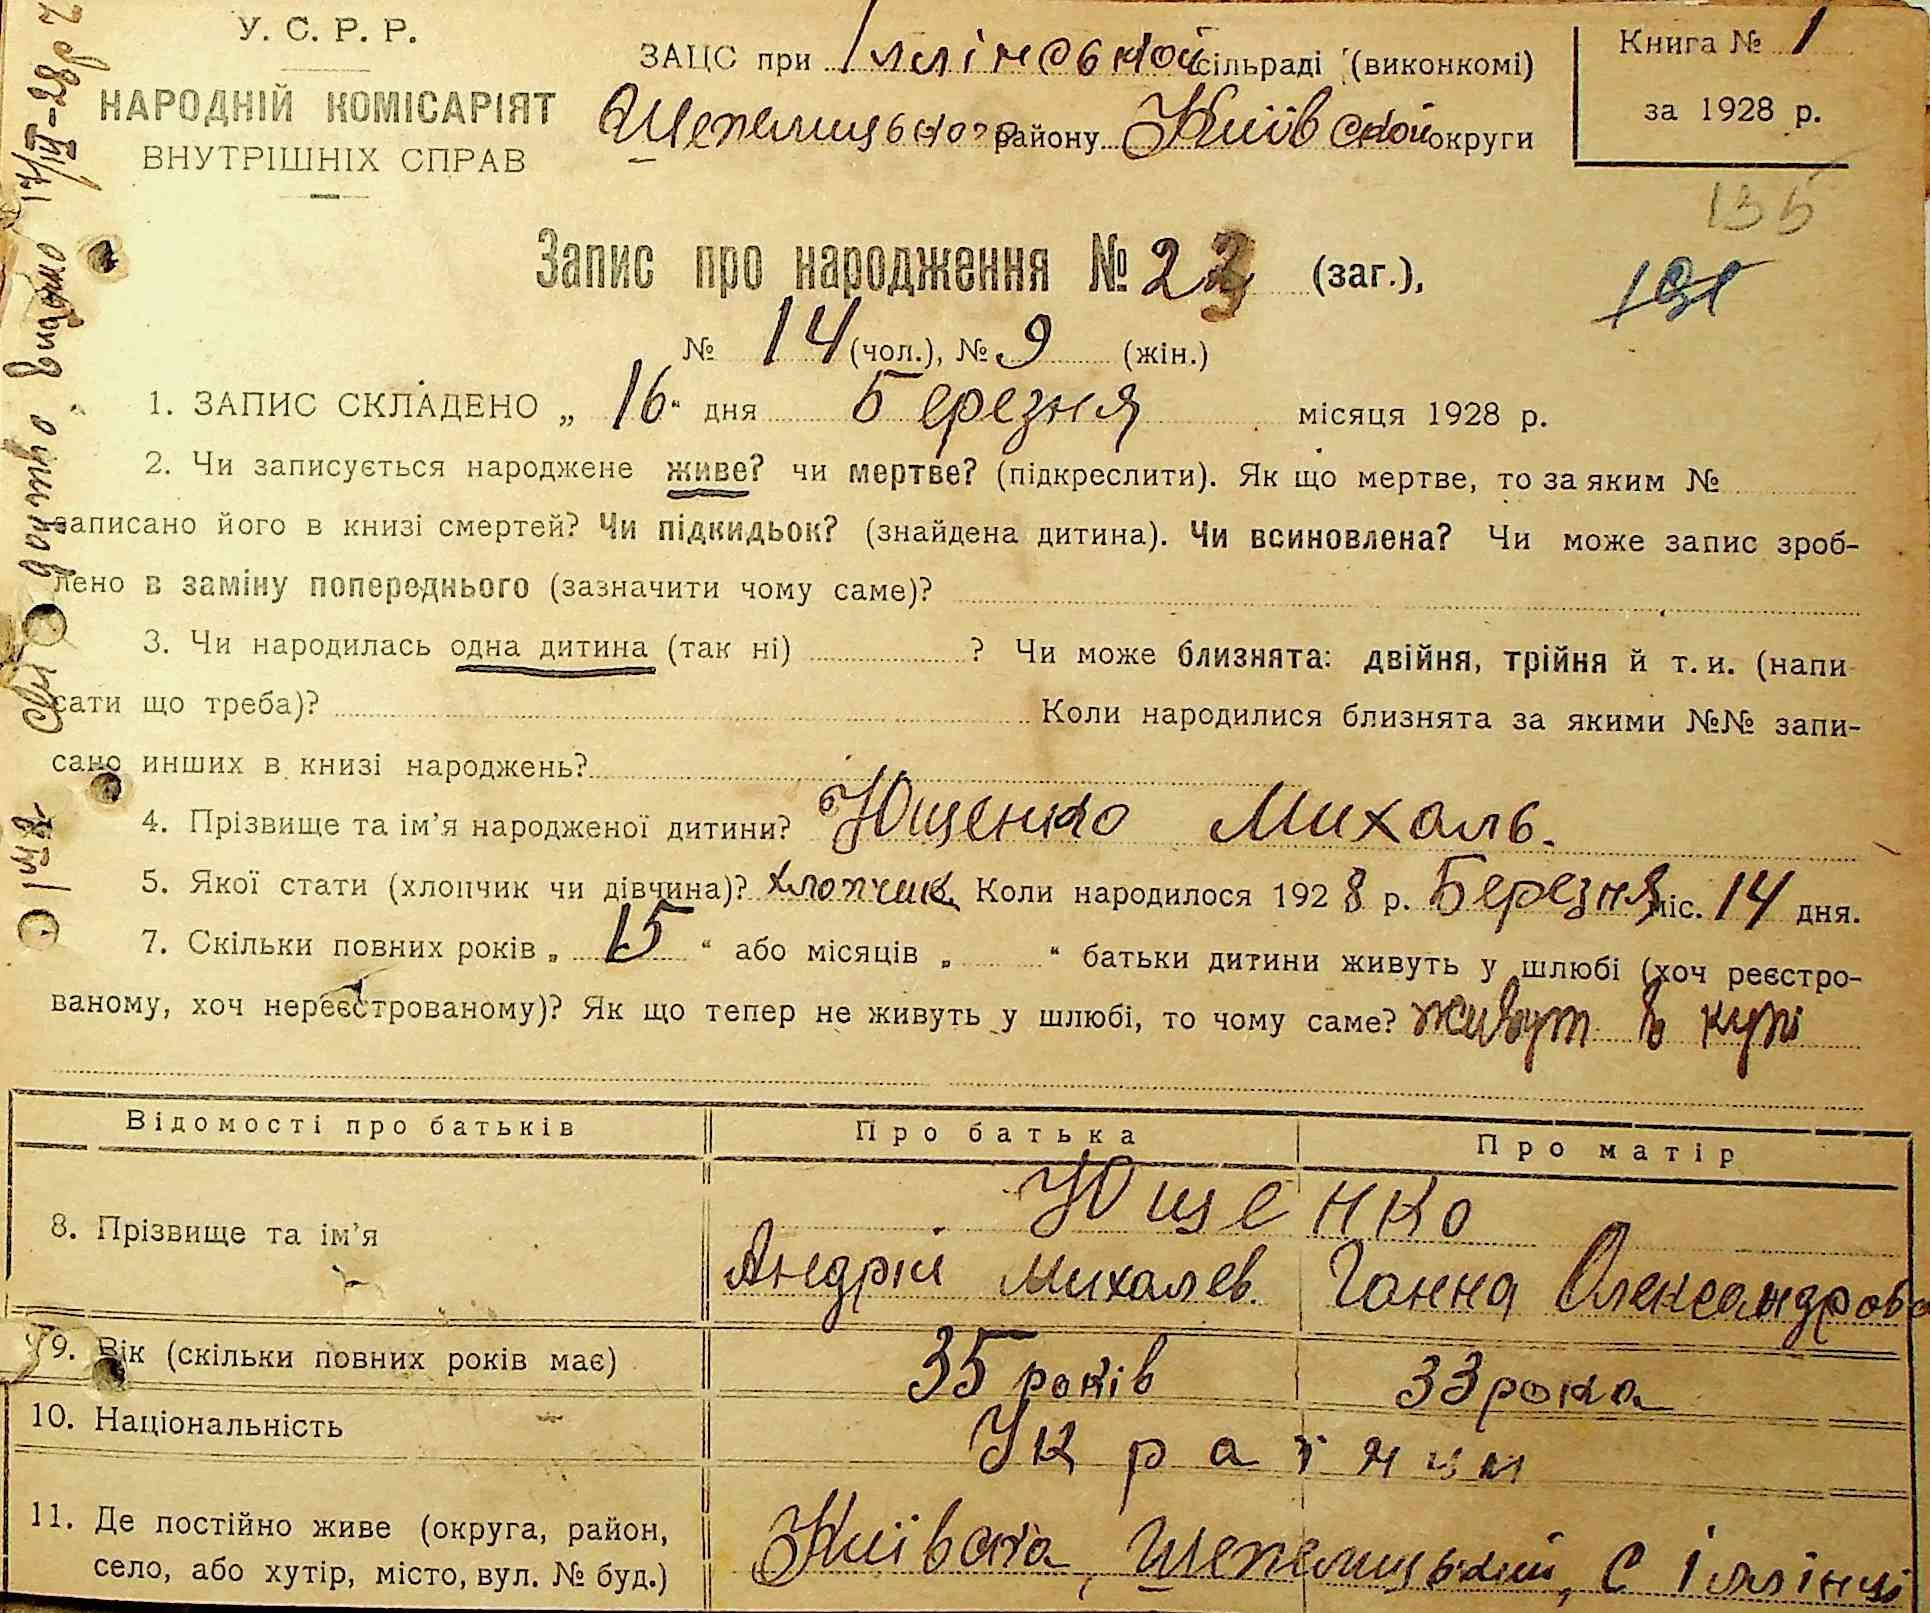 У. С. Р. Р.
НАРОДНІЙ КОМІСАРІЯТ
ВНУТРІШНІХ СПРАВ
ЗАЦС при Іллінської сільраді (виконкомі)
Шепелицького району Київської округи
Книга № 1
за 1928 р.
135
191
Запис про народження № 23 (заг.),
№ 14 (чол.), № 9 (жін.)
1. ЗАПИС СКЛАДЕНО „ 16 “ дня Березня місяця 1928 р.
2. Чи записується народжене живе? чи мертве? (підкреслити). Як що мертве, то за яким №
записано його в книзі смертей? Чи підкидьок? (знайдена дитина). Чи всиновлена? Чи може запис зроб-
лено в заміну попереднього (зазначити чому саме)?
3. Чи народилась одна дитина (так ні) ? Чи може близнята: двійня, трійня й т. и. (напи
сати що треба)? Коли народилися близнята за якими №№ запи-
сано инших в книзі народжень?
4. Прізвище та ім’я народженої дитини? Ющенко Михаль.
5. Якої стати (хлопчик чи дівчина)? хлопчик Коли народилося 1928 р. Березня міс. 14 дня.
7. Скільки повних років „ 15 “ або місяців „ “ батьки дитини живуть у шлюбі (хоч реєстро-
ваному, хоч нереєстрованому)? Як що тепер не живуть у шлюбі, то чому саме? живут в купі
Відомості про батьків Про батька Про матір
8. Прізвище та ім’я Ющенко
Андрій Михалев. Ганна Олександрова
9. Вік (скільки повних років має) 35 років 33 рока
10. Національність Українци
11. Де постійно живе (округа, район,
село, або хутір, місто, вул. № буд.)
Київска, Шепелицький, с Іллінці